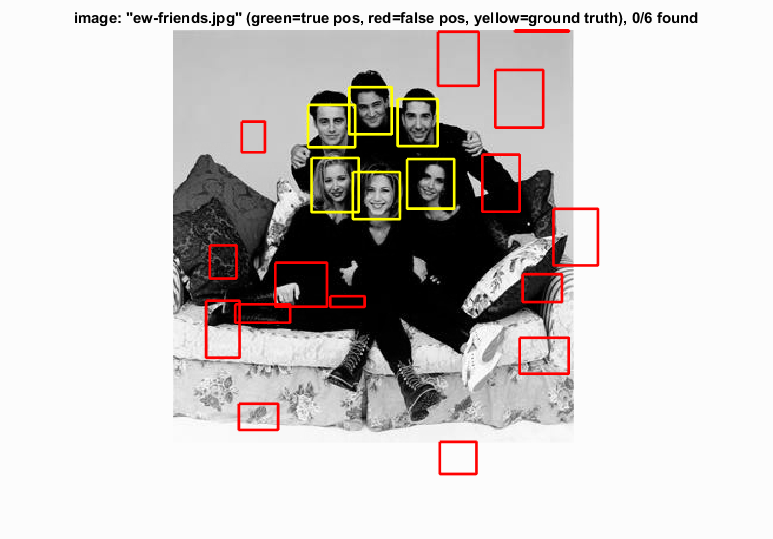 image: "ew-friends.jpg" (green=true pos, red=false pos, yellow=ground truth), 0/6 found